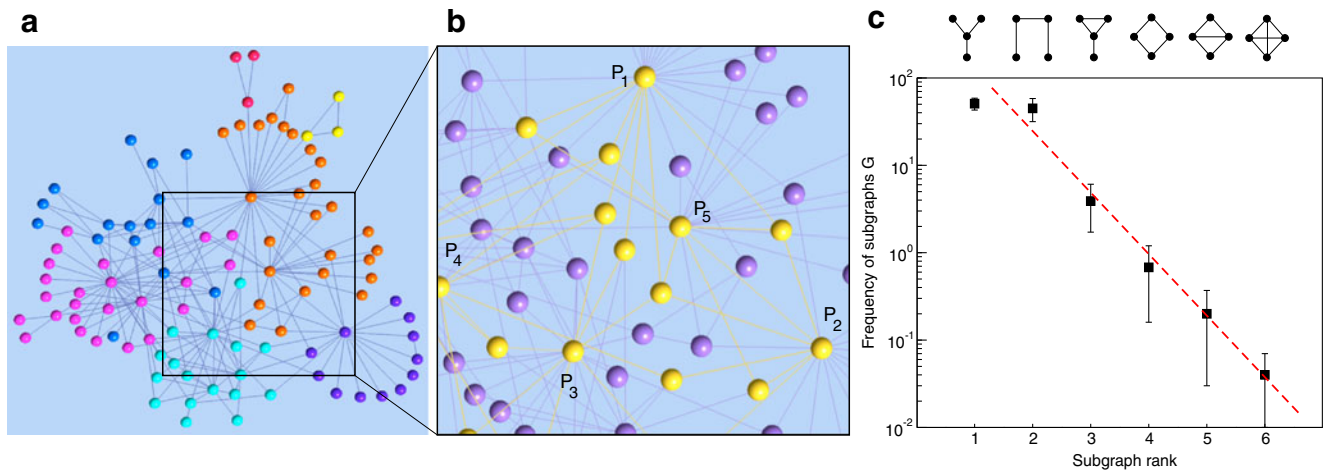 a
b
c
P1
P5
P4
P2
P3
Frequency of subgraphs G
10^2
10^1
10^0
10^-1
10^-2
1 2 3 4 5 6
Subgraph rank